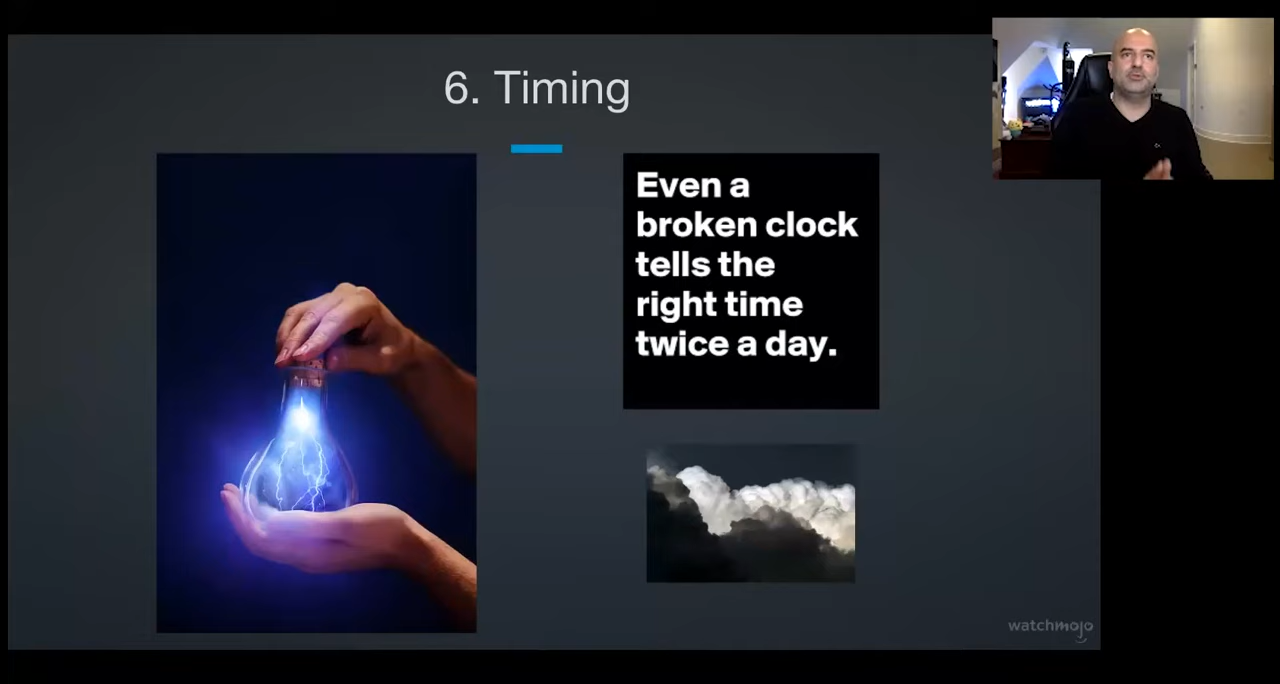 6. Timing
Even a
broken clock
tells the
right time
twice a day.
watchmojo